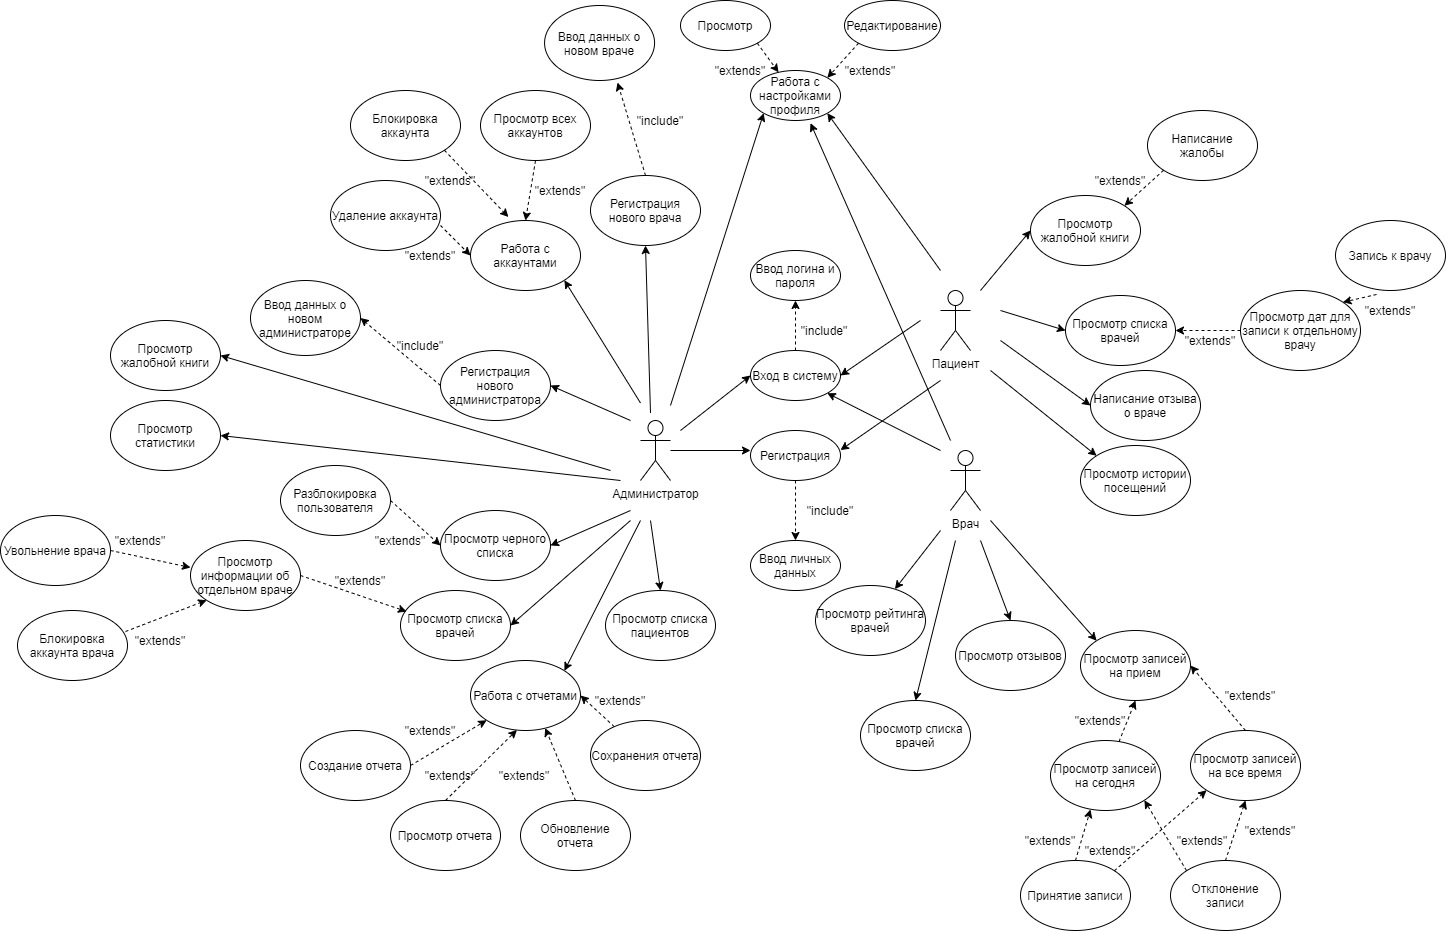 Ввод данных о
новом враче
Просмотр
Редактирование
"extends"
"extends"
Работа с
настройками
профиля
Блокировка
аккаунта
Просмотр всех
аккаунтов
"include"
Написание
жалобы
"extends"
"extends"
"extends"
Удаление аккаунта
Регистрация
нового врача
Просмотр
жалобной книги
"extends"
Работа с
аккаунтами
Ввод логина и
пароля
Запись к врачу
"extends"
Ввод данных о
новом
администраторе
"include"
"include"
Просмотр списка
врачей
"extends"
Просмотр дат для
записи к отдельному
врачу
Просмотр
жалобной книги
Пациент
Регистрация
нового
администратора
Вход в систему
Написание отзыва
о враче
Просмотр
статистики
Регистрация
Просмотр истории
посещений
Администратор
Разблокировка
пользователя
"include"
Врач
"extends"
Просмотр черного
списка
Увольнение врача
"extends"
Просмотр
информации об
отдельном враче
"extends"
Ввод личных
данных
Просмотр списка
врачей
Просмотр списка
пациентов
Просмотр рейтинга
врачей
Блокировка
аккаунта врача
"extends"
Просмотр отзывов
Просмотр записей
на прием
Работа с отчетами
"extends"
"extends"
"extends"
"extends"
Просмотр списка
врачей
Создание отчета
"extends"
"extends"
Сохранения отчета
Просмотр записей
на сегодня
Просмотр записей
на все время
Просмотр отчета
Обновление
отчета
"extends"
"extends"
"extends"
"extends"
Принятие записи
Отклонение
записи